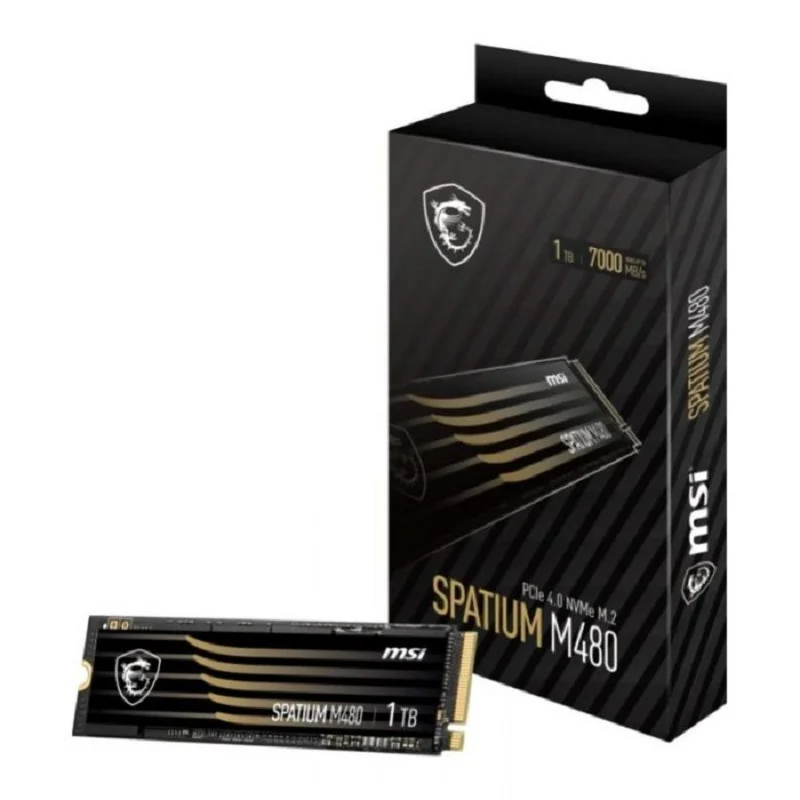 1 TB | 7000 MB/s
msi
SPATIUM M480
PCIe 4.0 NVMe M.2
SPATIUM M480
SPATIUM M480
msi
msi
SPATIUM M480 | 1 TB